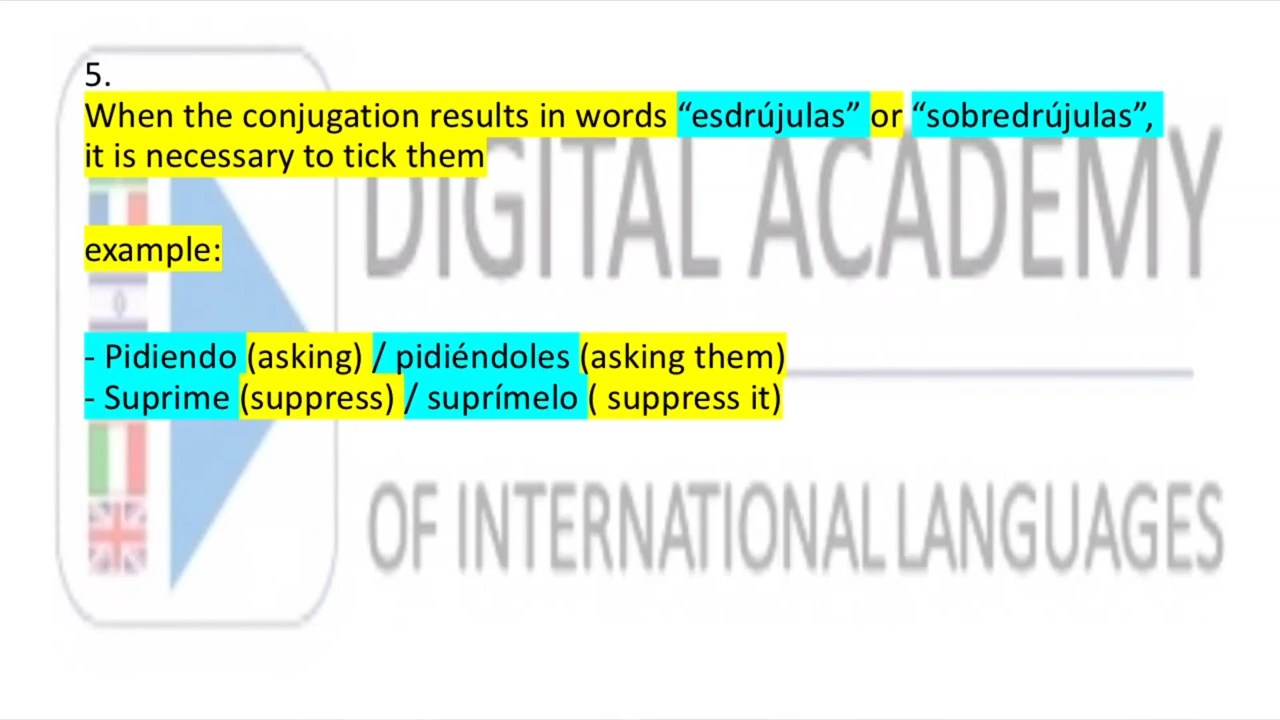 5.
When the conjugation results in words “esdrújulas” or “sobredrújulas”,
it is necessary to tick them
DIGITAL ACADEMY
example:
- Pidiendo (asking) / pidiéndoles (asking them)
- Suprime (suppress) / suprímelo ( suppress it)
OF INTERNATIONAL LANGUAGES